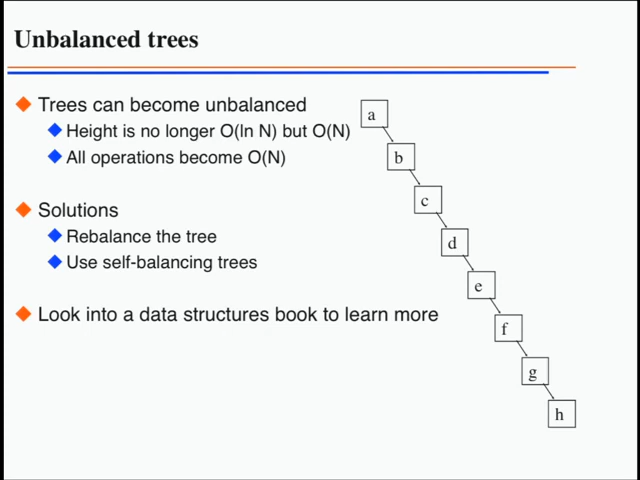 Unbalanced trees
Trees can become unbalanced
Height is no longer O(ln N) but O(N)
All operations become O(N)
Solutions
Rebalance the tree
Use self-balancing trees
Look into a data structures book to learn more
a
b
c
d
e
f
g
h